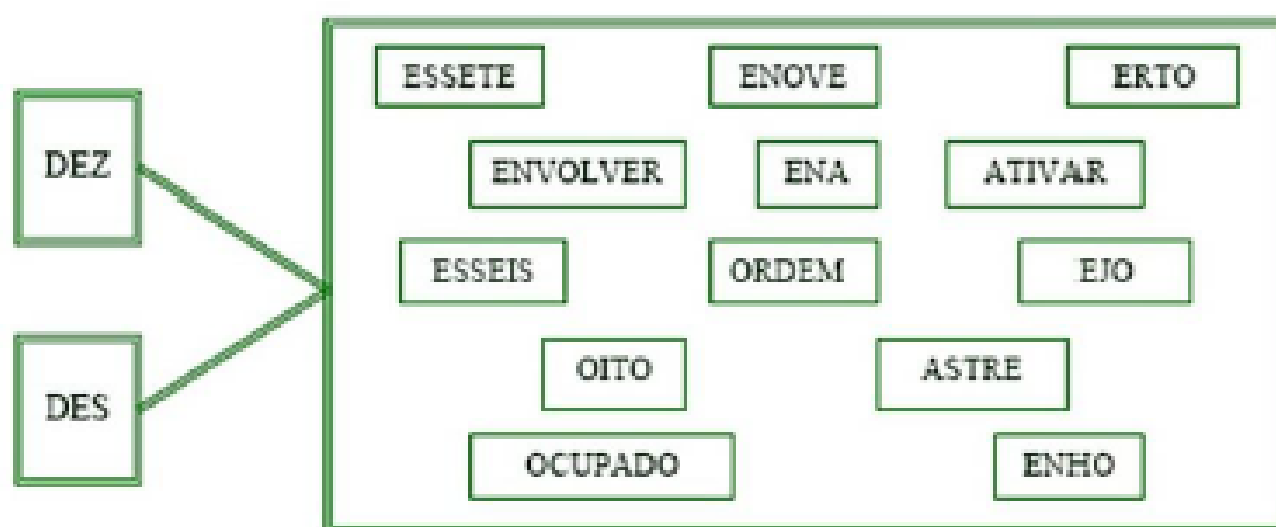 DEZ
DES
ESSETE ENOVE ERTO
ENVOLVER ENA ATIVAR
ESSEIS ORDEM EJO
OITO ASTRE
OCUPADO ENHO